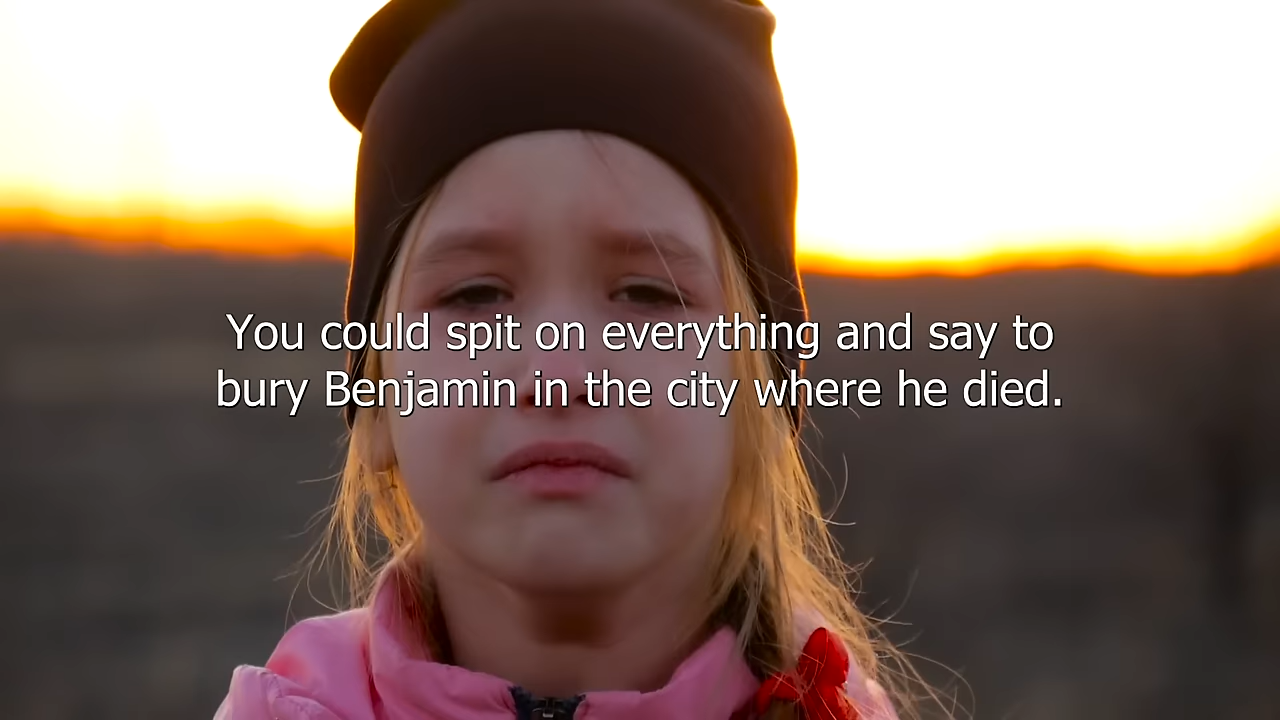 You could spit on everything and say to
bury Benjamin in the city where he died.